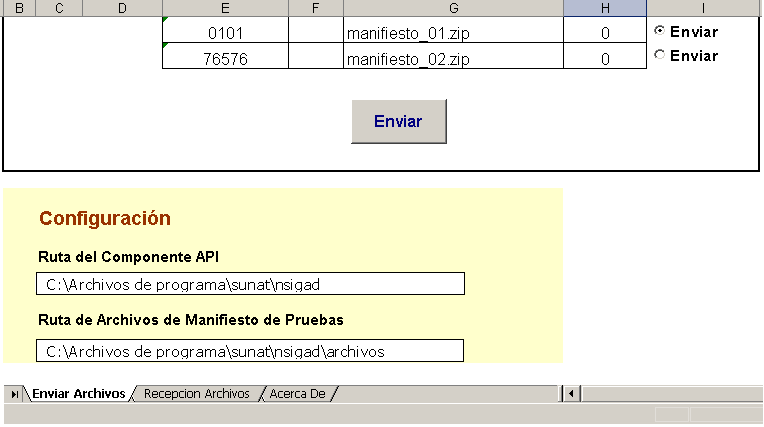 B C D E F G H I
0101 manifiesto_01.zip 0 Enviar
76576 manifiesto_02.zip 0 Enviar
Enviar
Configuración
Ruta del Componente API
C:\Archivos de programa\sunat\nsigad
Ruta de Archivos de Manifiesto de Pruebas
C:\Archivos de programa\sunat\nsigad\archivos
Enviar Archivos Recepcion Archivos Acerca De